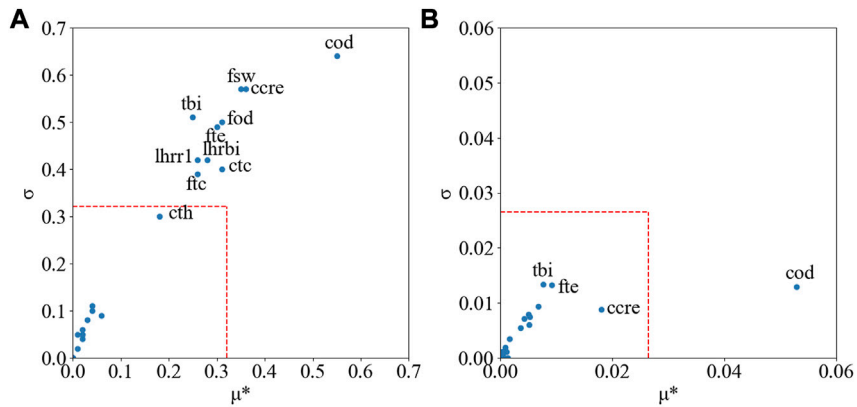 A
B
0.7
0.6
0.5
0.4
0.3
0.2
0.1
0.0
σ
cod
fsw
ccre
tbi
fod
fte
lhrbi
lhrr1
ctc
ftc
cth
0.0 0.1 0.2 0.3 0.4 0.5 0.6 0.7
μ*
0.06
0.05
0.04
0.03
0.02
0.01
0.00
σ
tbi
fte
cod
ccre
0.00 0.02 0.04 0.06
μ*